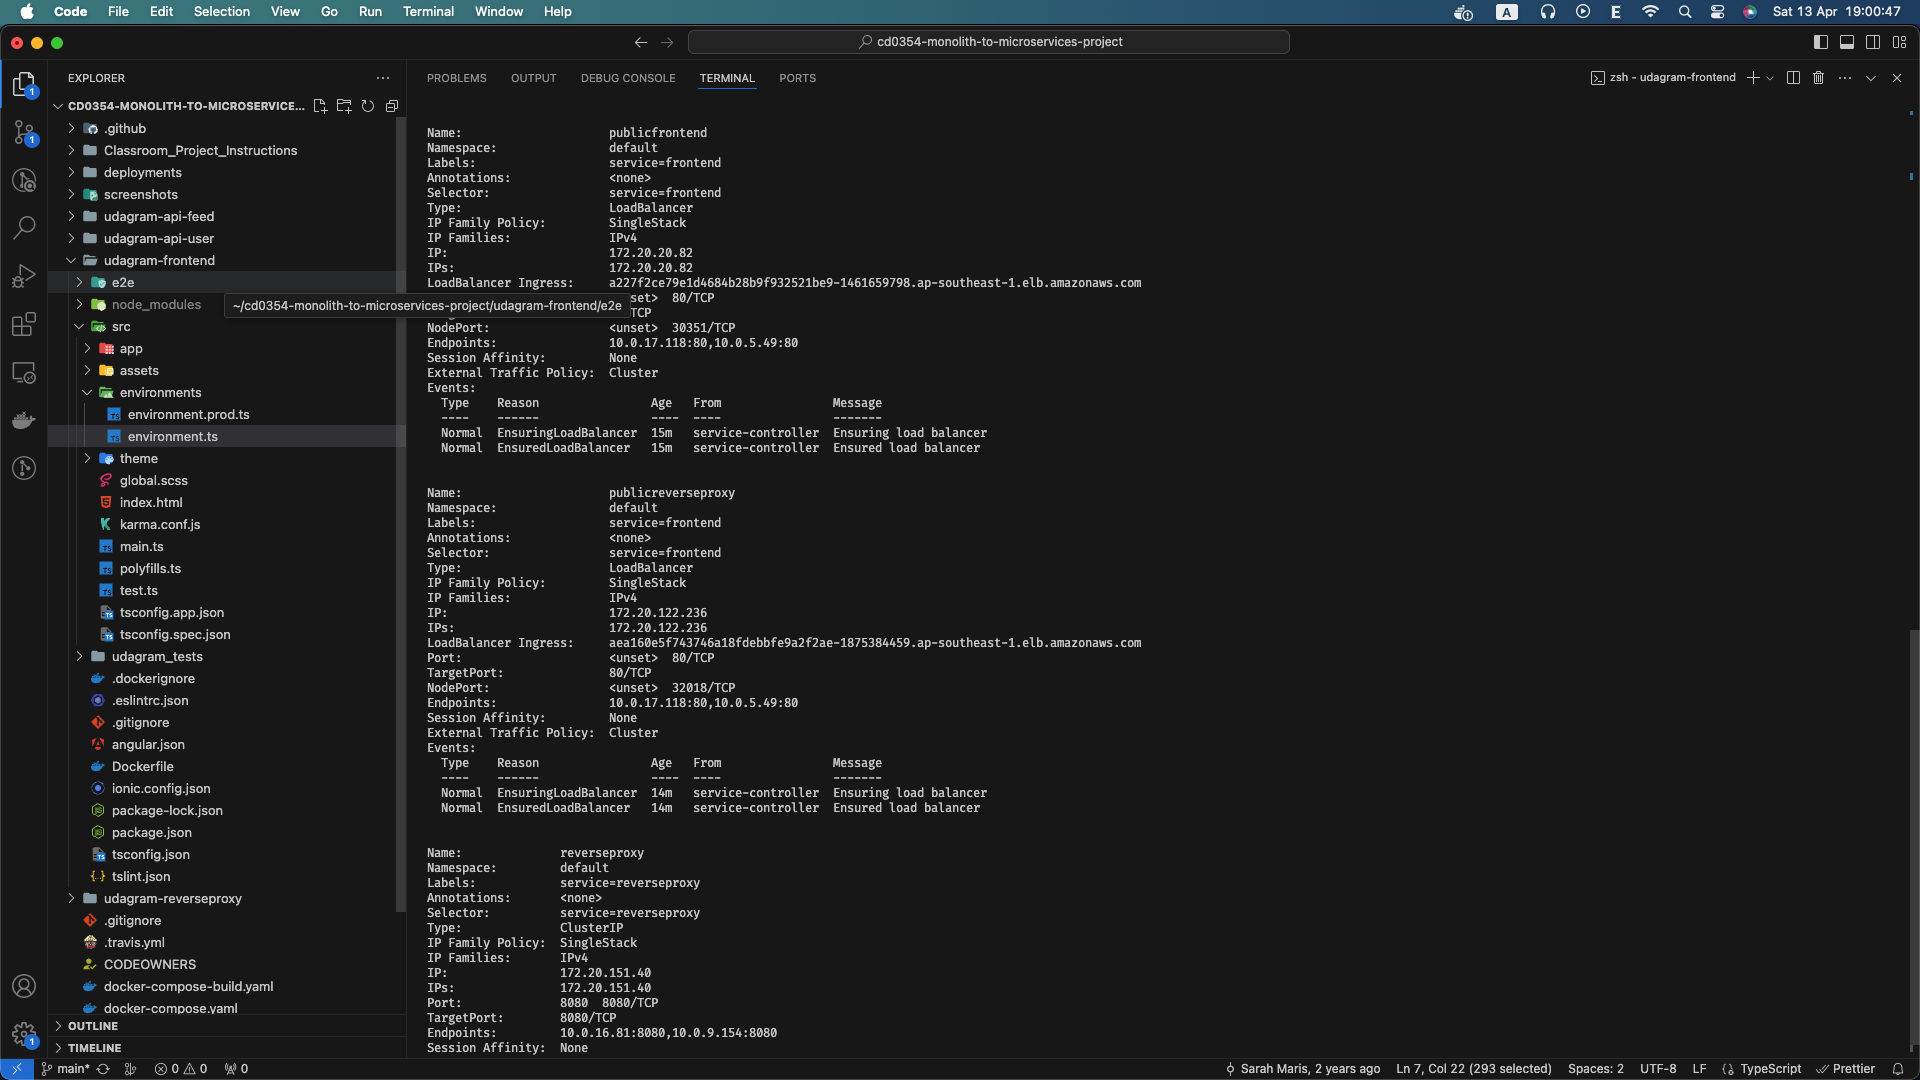 Code File Edit Selection View Go Run Terminal Window Help
A E Sat 13 Apr 19:00:47
cd0354-monolith-to-microservices-project
EXPLORER
CD0354-MONOLITH-TO-MICROSERVICE...
.github
Classroom_Project_Instructions
deployments
screenshots
udagram-api-feed
udagram-api-user
udagram-frontend
e2e
node_modules
~/cd0354-monolith-to-microservices-project/udagram-frontend/e2e
src
app
assets
environments
environment.prod.ts
environment.ts
theme
global.scss
index.html
karma.conf.js
main.ts
polyfills.ts
test.ts
tsconfig.app.json
tsconfig.spec.json
udagram_tests
.dockerignore
.eslintrc.json
.gitignore
angular.json
Dockerfile
ionic.config.json
package-lock.json
package.json
tsconfig.json
tslint.json
udagram-reverseproxy
.gitignore
.travis.yml
CODEOWNERS
docker-compose-build.yaml
docker-compose.yaml
OUTLINE
TIMELINE
PROBLEMS OUTPUT DEBUG CONSOLE TERMINAL PORTS
zsh - udagram-frontend
Name: publicfrontend
Namespace: default
Labels: service=frontend
Annotations: <none>
Selector: service=frontend
Type: LoadBalancer
IP Family Policy: SingleStack
IP Families: IPv4
IP: 172.20.20.82
IPs: 172.20.20.82
LoadBalancer Ingress: a227f2ce79e1d4684b28b9f932521be9-1461659798.ap-southeast-1.elb.amazonaws.com
set> 80/TCP
TCP
NodePort: <unset> 30351/TCP
Endpoints: 10.0.17.118:80,10.0.5.49:80
Session Affinity: None
External Traffic Policy: Cluster
Events:
Type Reason Age From Message
---- ------ ---- ---- -------
Normal EnsuringLoadBalancer 15m service-controller Ensuring load balancer
Normal EnsuredLoadBalancer 15m service-controller Ensured load balancer
Name: publicreverseproxy
Namespace: default
Labels: service=frontend
Annotations: <none>
Selector: service=frontend
Type: LoadBalancer
IP Family Policy: SingleStack
IP Families: IPv4
IP: 172.20.122.236
IPs: 172.20.122.236
LoadBalancer Ingress: aea160e5f743746a18fdebbfe9a2f2ae-1875384459.ap-southeast-1.elb.amazonaws.com
Port: <unset> 80/TCP
TargetPort: 80/TCP
NodePort: <unset> 32018/TCP
Endpoints: 10.0.17.118:80,10.0.5.49:80
Session Affinity: None
External Traffic Policy: Cluster
Events:
Type Reason Age From Message
---- ------ ---- ---- -------
Normal EnsuringLoadBalancer 14m service-controller Ensuring load balancer
Normal EnsuredLoadBalancer 14m service-controller Ensured load balancer
Name: reverseproxy
Namespace: default
Labels: service=reverseproxy
Annotations: <none>
Selector: service=reverseproxy
Type: ClusterIP
IP Family Policy: SingleStack
IP Families: IPv4
IP: 172.20.151.40
IPs: 172.20.151.40
Port: 8080 8080/TCP
TargetPort: 8080/TCP
Endpoints: 10.0.16.81:8080,10.0.9.154:8080
Session Affinity: None
main* 0 0 0
Sarah Maris, 2 years ago Ln 7, Col 22 (293 selected) Spaces: 2 UTF-8 LF TypeScript Prettier